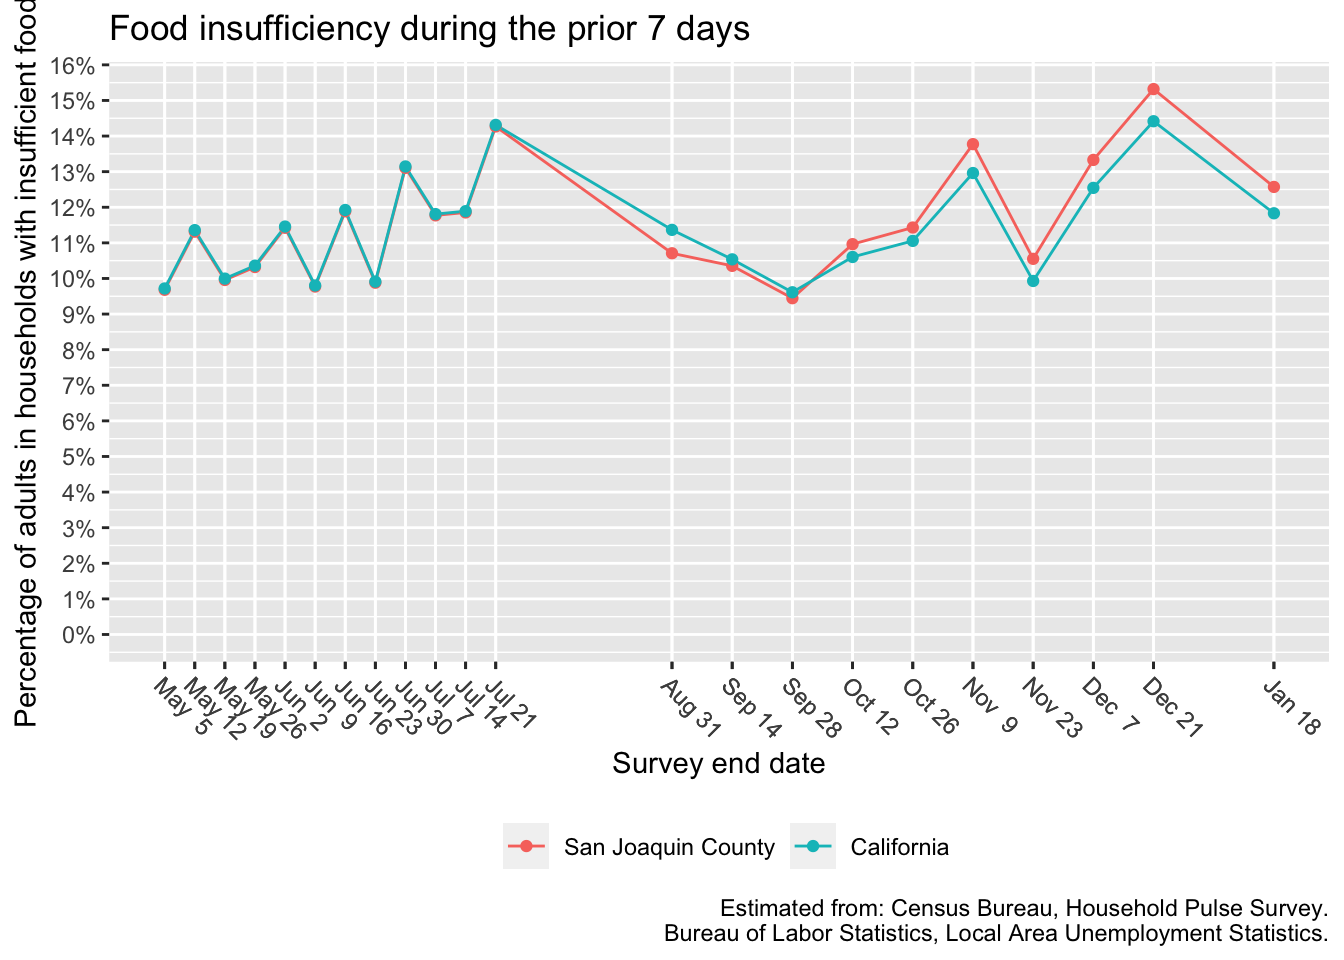 Food insufficiency during the prior 7 days
Percentage of adults in households with insufficient food
16%
15%
14%
13%
12%
11%
10%
9%
8%
7%
6%
5%
4%
3%
2%
1%
0%
May 5
May 12
May 19
May 26
Jun 2
Jun 9
Jun 16
Jun 23
Jun 30
Jul 7
Jul 14
Jul 21
Aug 31
Sep 14
Sep 28
Oct 12
Oct 26
Nov 9
Nov 23
Dec 7
Dec 21
Jan 18
Survey end date
San Joaquin County
California
Estimated from: Census Bureau, Household Pulse Survey.
Bureau of Labor Statistics, Local Area Unemployment Statistics.